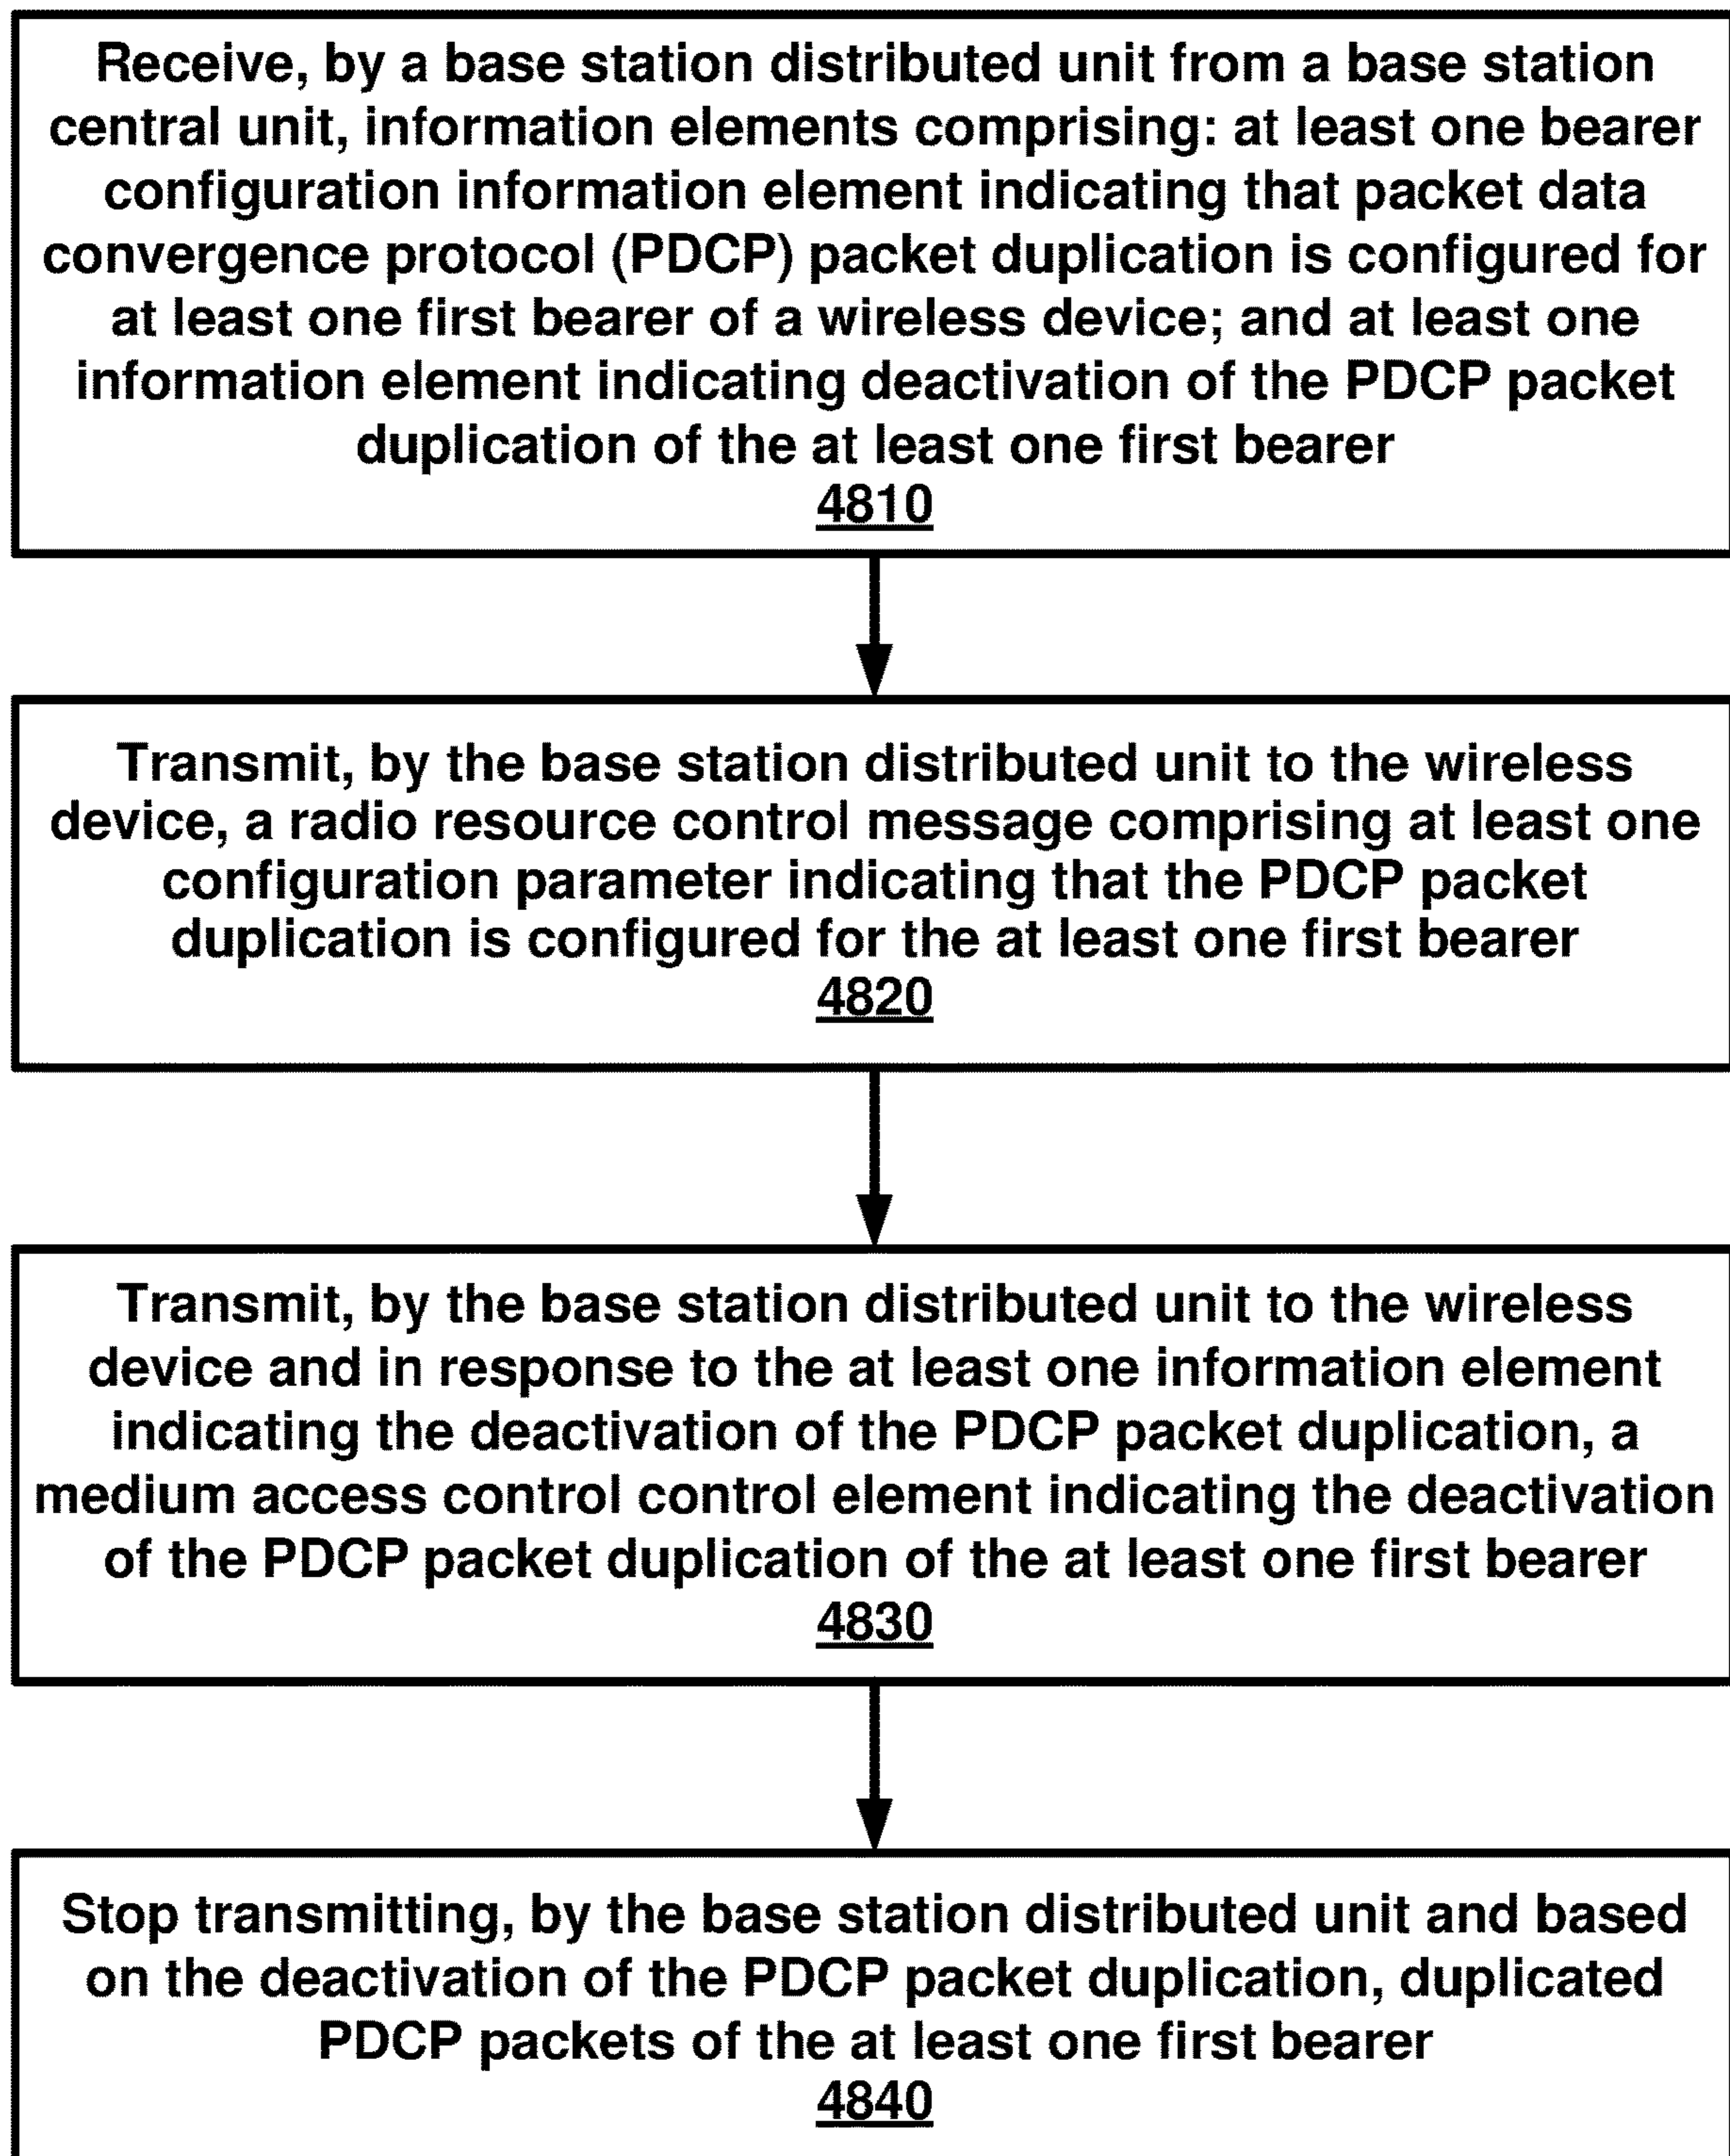 Receive, by a base station distributed unit from a base station
central unit, information elements comprising: at least one bearer
configuration information element indicating that packet data
convergence protocol (PDCP) packet duplication is configured for
at least one first bearer of a wireless device; and at least one
information element indicating deactivation of the PDCP packet
duplication of the at least one first bearer
4810
Transmit, by the base station distributed unit to the wireless
device, a radio resource control message comprising at least one
configuration parameter indicating that the PDCP packet
duplication is configured for the at least one first bearer
4820
Transmit, by the base station distributed unit to the wireless
device and in response to the at least one information element
indicating the deactivation of the PDCP packet duplication, a
medium access control control element indicating the deactivation
of the PDCP packet duplication of the at least one first bearer
4830
Stop transmitting, by the base station distributed unit and based
on the deactivation of the PDCP packet duplication, duplicated
PDCP packets of the at least one first bearer
4840